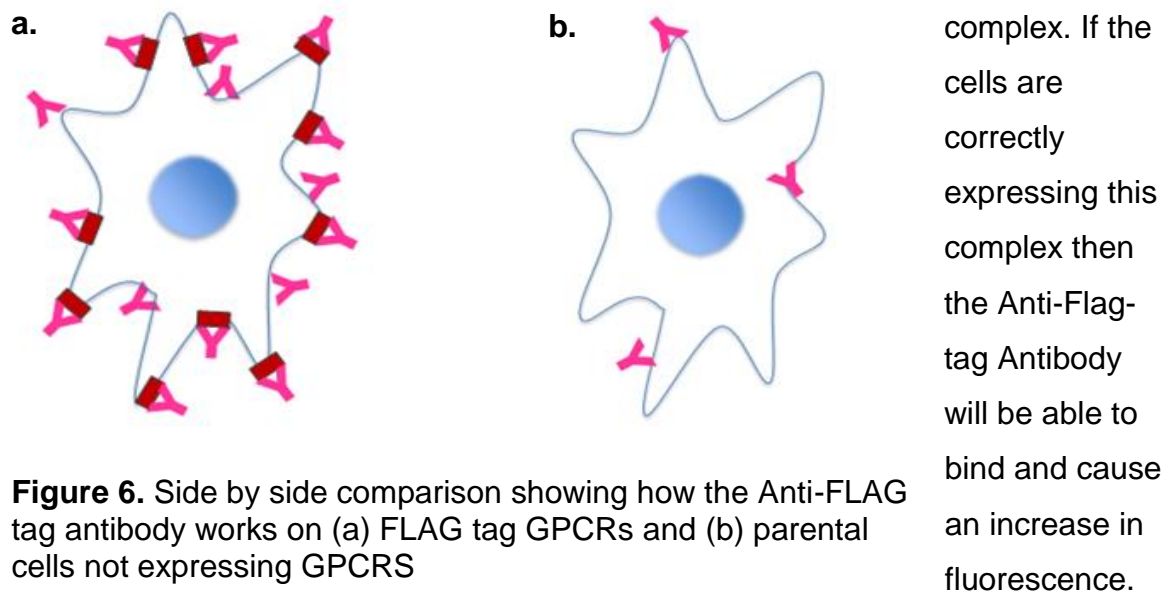 a.
b.
Figure 6. Side by side comparison showing how the Anti-FLAG
tag antibody works on (a) FLAG tag GPCRs and (b) parental
cells not expressing GPCRS
complex. If the
cells are
correctly
expressing this
complex then
the Anti-Flag-
tag Antibody
will be able to
bind and cause
an increase in
fluorescence.